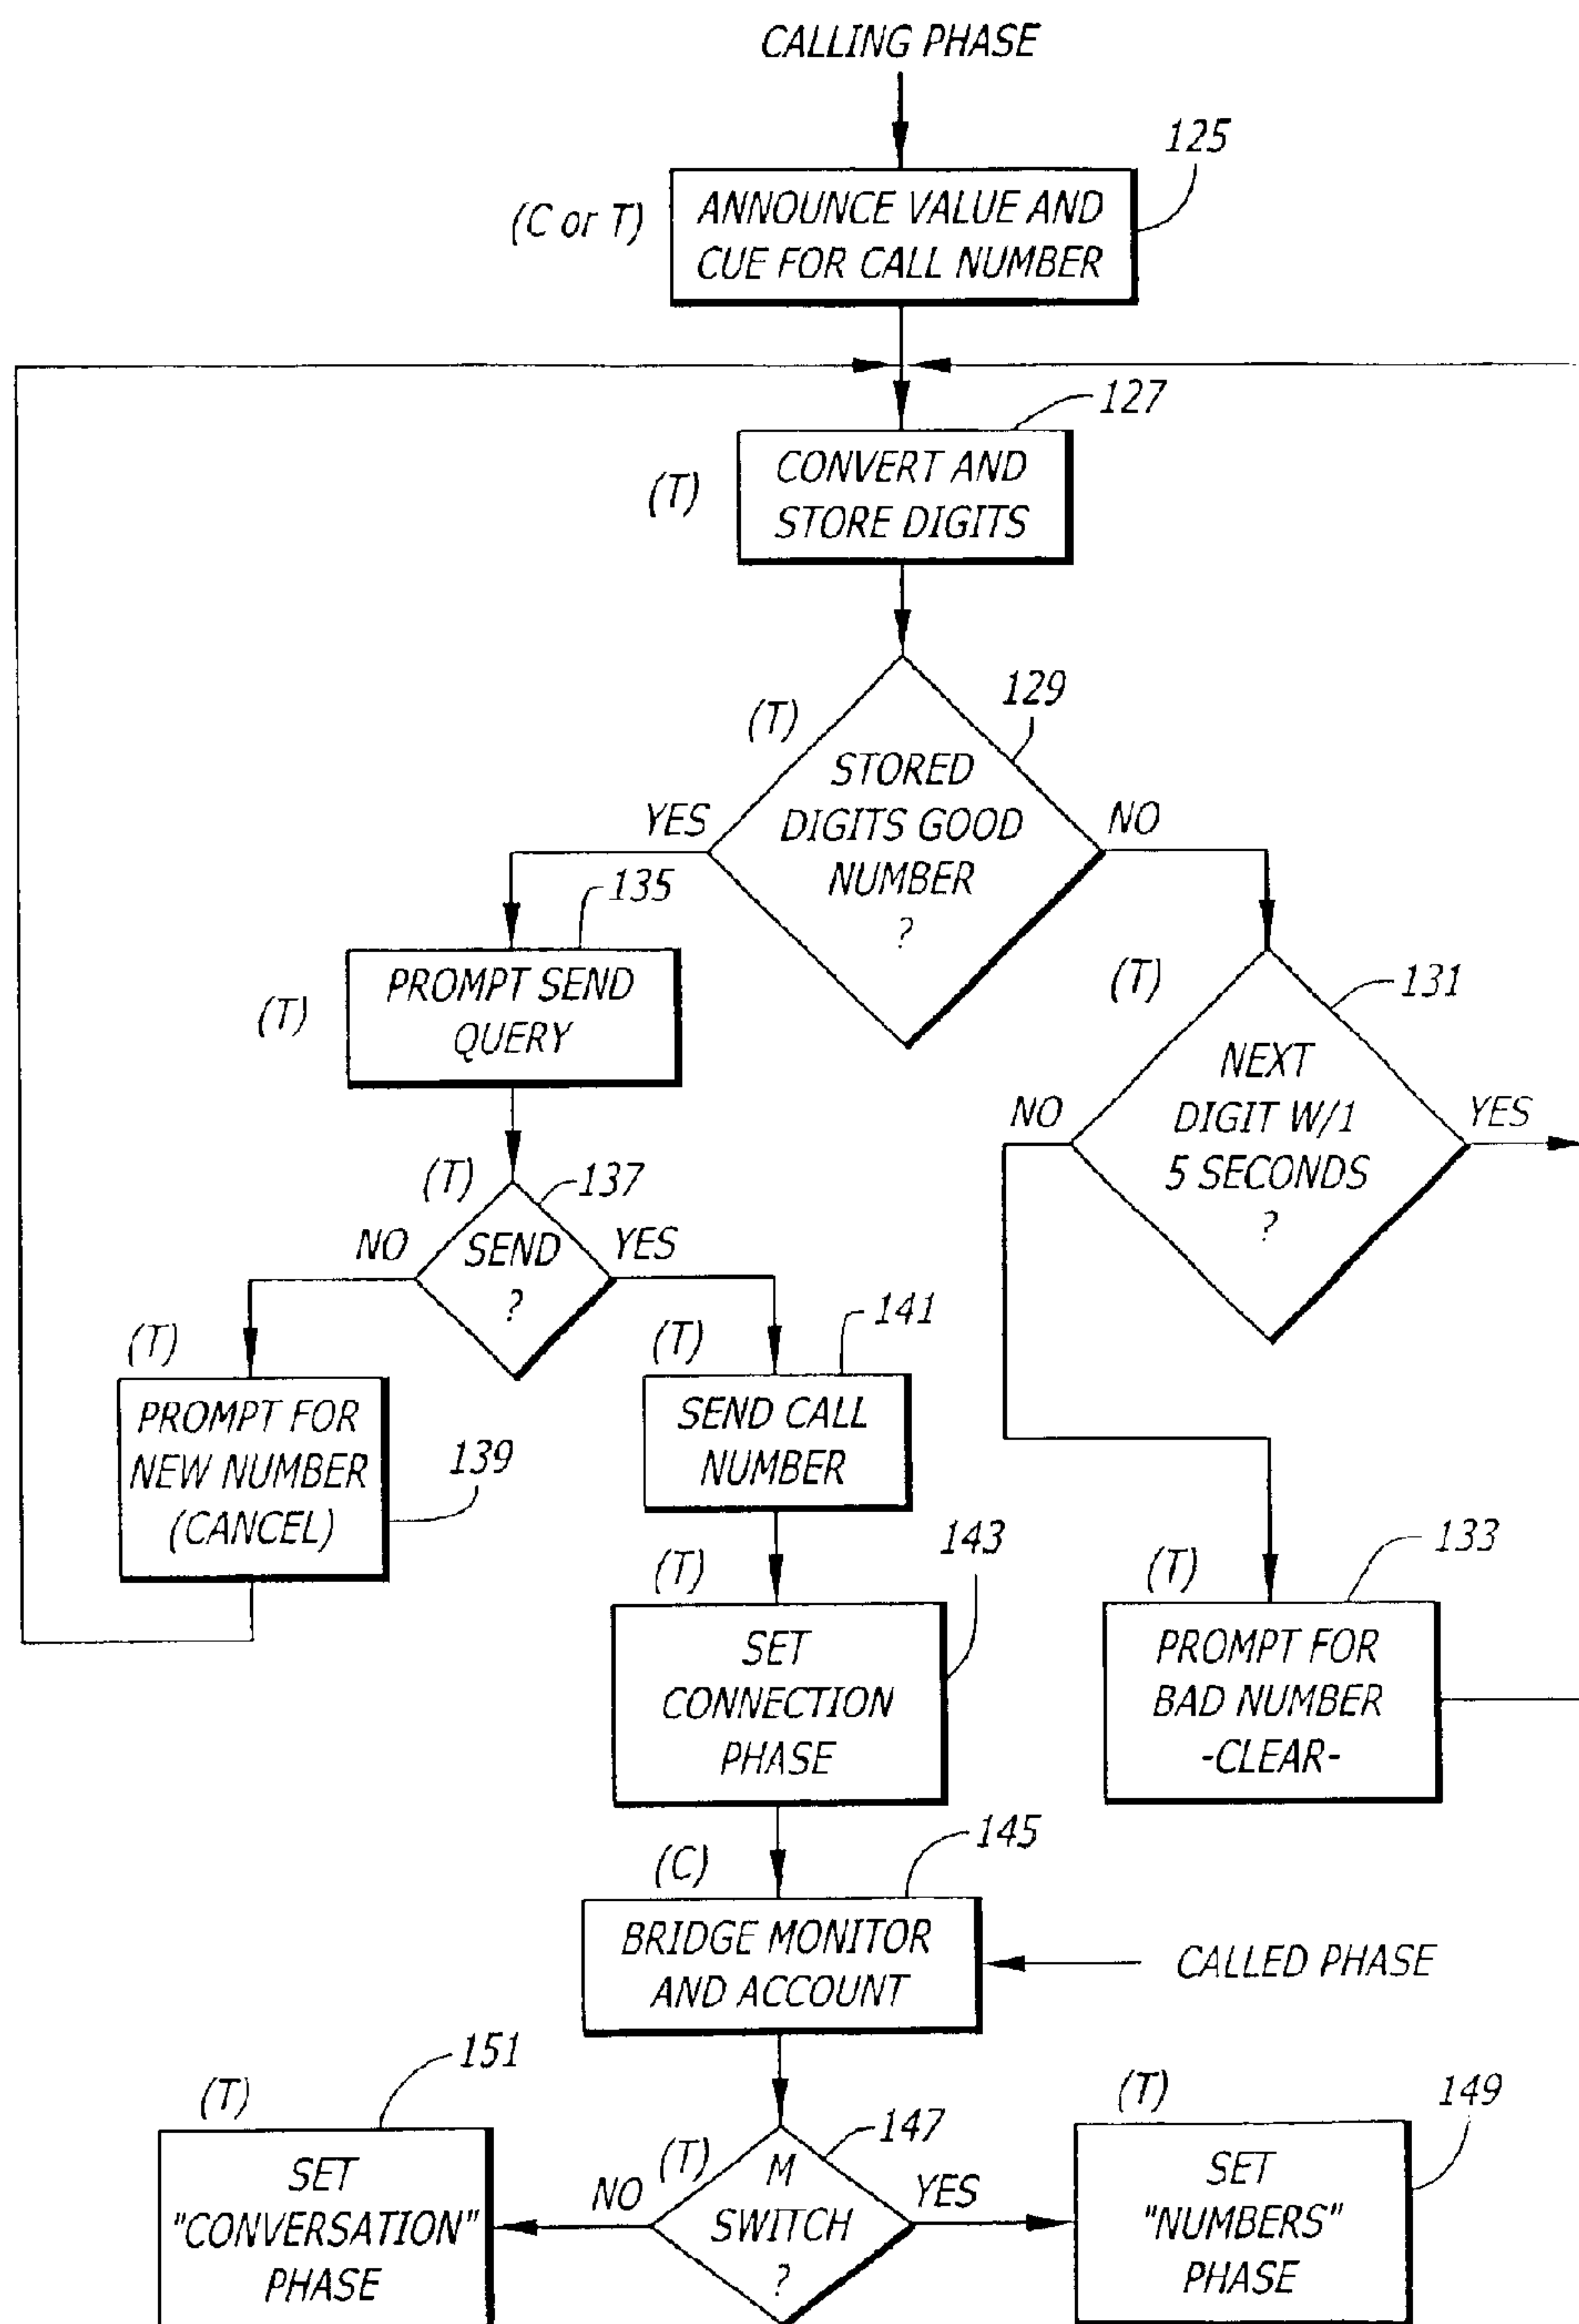 CALLING PHASE
125
(C or T)
ANNOUNCE VALUE AND
CUE FOR CALL NUMBER
127
(T)
CONVERT AND
STORE DIGITS
129
(T)
STORED
DIGITS GOOD
NUMBER
?
YES
NO
135
(T)
PROMPT SEND
QUERY
131
(T)
NEXT
DIGIT W/1
5 SECONDS
?
NO
YES
137
(T)
SEND
?
NO
YES
141
(T)
SEND CALL
NUMBER
(T)
PROMPT FOR
NEW NUMBER
(CANCEL)
139
143
(T)
SET
CONNECTION
PHASE
133
(T)
PROMPT FOR
BAD NUMBER
-CLEAR-
145
(C)
BRIDGE MONITOR
AND ACCOUNT
CALLED PHASE
151
(T)
SET
"CONVERSATION"
PHASE
147
(T)
M
SWITCH
?
NO
YES
149
(T)
SET
"NUMBERS"
PHASE